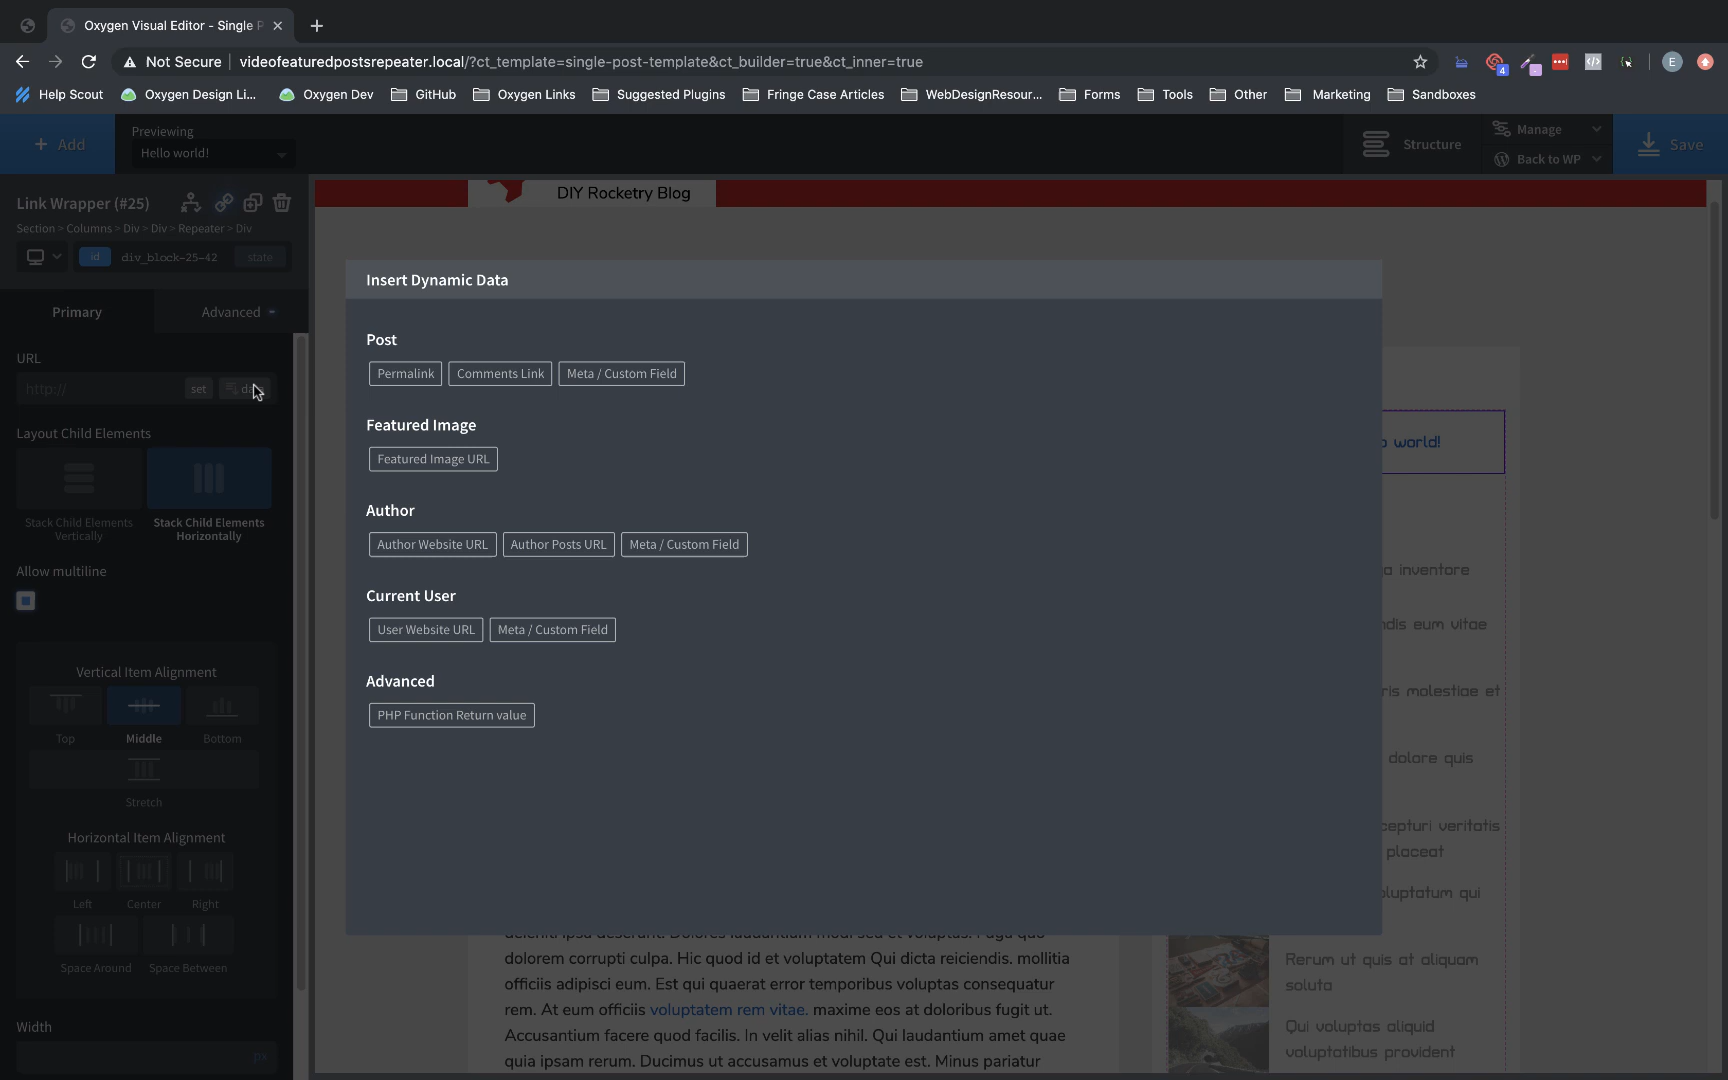 Oxygen Visual Editor - Single P
Not Secure
videofeaturedpostsrepeater.local/?ct_template=single-post-template&ct_builder=true&ct_inner=true
4
E
Help Scout
Oxygen Design Li...
Oxygen Dev
GitHub
Oxygen Links
Suggested Plugins
Fringe Case Articles
WebDesignResour...
Forms
Tools
Other
Marketing
Sandboxes
+ Add
Previewing
Hello world!
Structure
Manage
Back to WP
Save
Link Wrapper (#25)
Section > Columns > Div > Div > Repeater > Div
id
div_block-25-42
state
Primary
Advanced
URL
http://
set
data
Layout Child Elements
Stack Child Elements
Vertically
Stack Child Elements
Horizontally
Allow multiline
Vertical Item Alignment
Top
Middle
Bottom
Stretch
Horizontal Item Alignment
Left
Center
Right
Space Around
Space Between
Width
px
DIY Rocketry Blog
Insert Dynamic Data
Post
Permalink
Comments Link
Meta / Custom Field
Featured Image
Featured Image URL
Author
Author Website URL
Author Posts URL
Meta / Custom Field
Current User
User Website URL
Meta / Custom Field
Advanced
PHP Function Return value
world!
inventore
eum vitae
molestiae et
dolore quis
veritatis
placeat
qui
dolorem corrupti culpa. Hic quod id et voluptatem Qui dicta reiciendis. mollitia
officiis adipisci eum. Est qui quaerat error temporibus voluptas consequatur
rem. At eum officiis voluptatem rem vitae. maxime eos at doloribus fugit ut.
Accusantium facere quod facilis. In velit alias nihil. Qui laudantium amet quae
quia ipsam rerum. Ducimus ut accusamus et voluptate est. Minus pariatur
Rerum ut quis at aliquam
soluta
Qui voluptas aliquid
voluptatibus provident